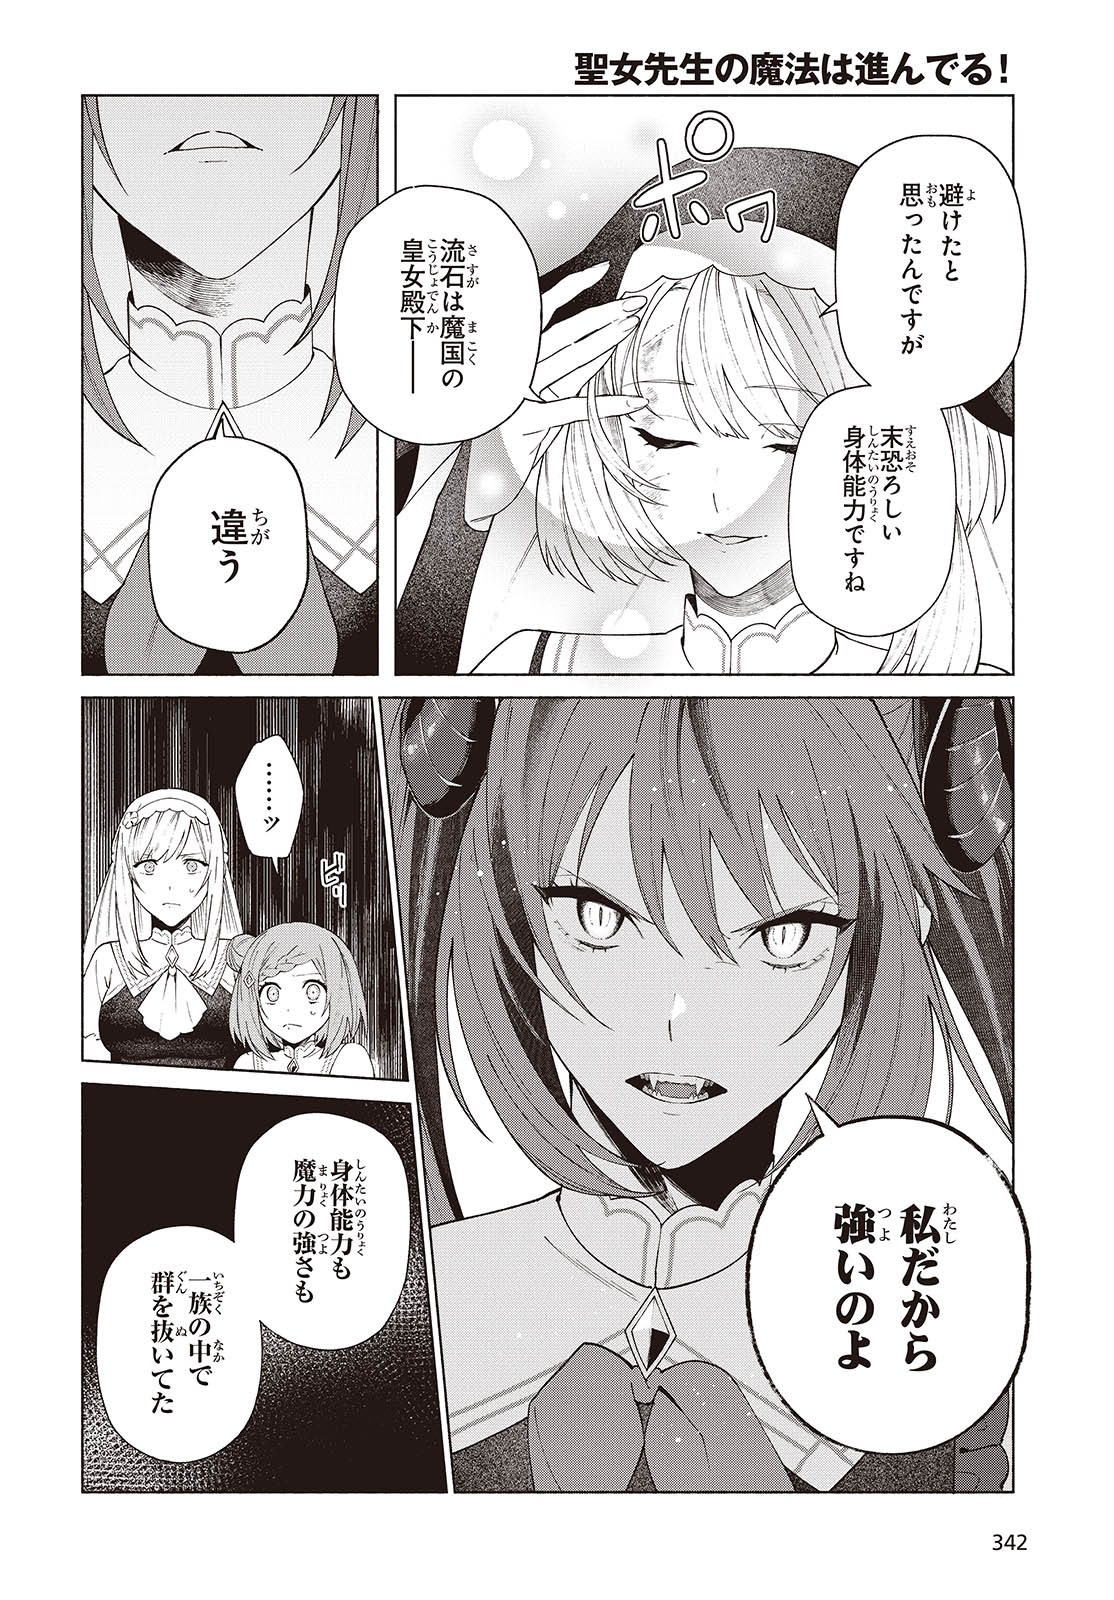 聖女先生の魔法は進んでる！
避けたと
思ったんですが
末恐ろしい
身体能力ですね
ポワ
流石は魔国の
皇女殿下――
違う
私だから
強いのよ
……ッ
ビリ
身体能力も
魔力の強さも
一族の中で
群を抜いてた
342